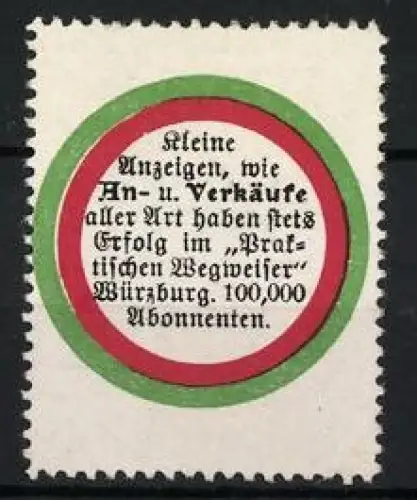 Kleine
Anzeigen, wie
An- u. Verkäufe
aller Art haben stets
Erfolg im „Prak-
tischen Wegweiser“
Würzburg. 100,000
Abonnenten.